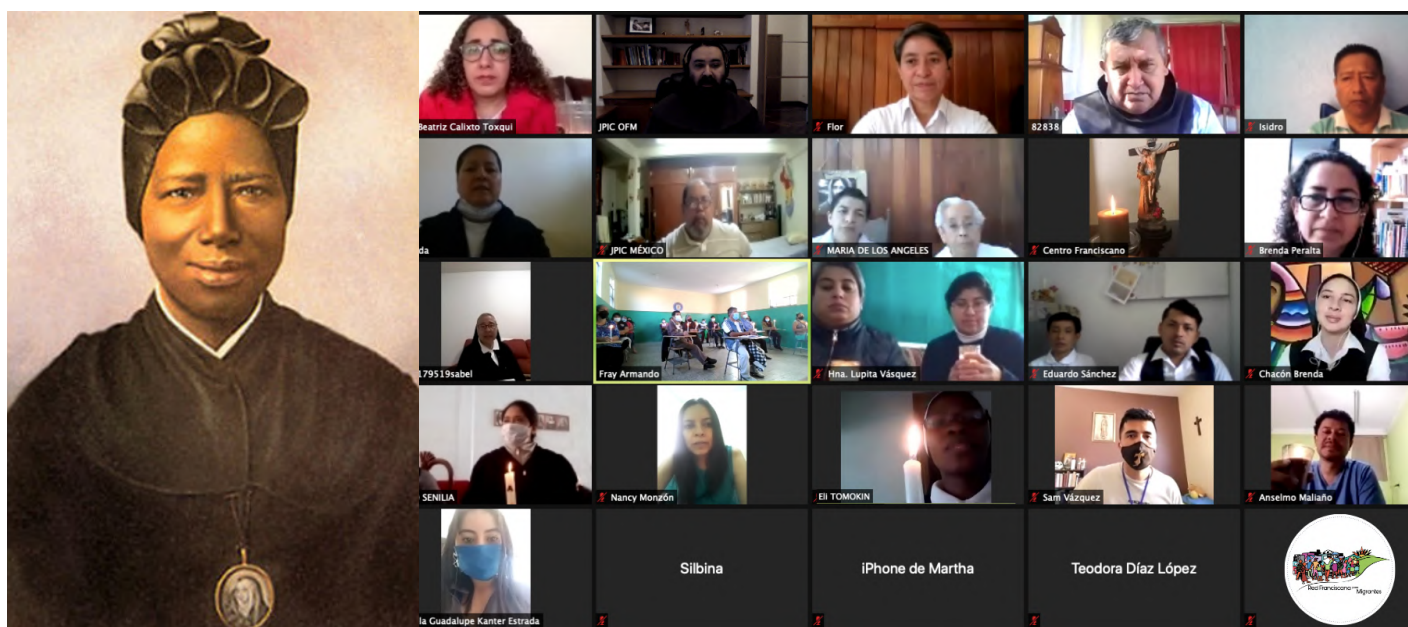 Beatriz Calixto Toxqui
JPIC OFM
Flor
82838
Isidro
da
JPIC MÉXICO
MARIA DE LOS ANGELES
Centro Franciscano
Brenda Peralta
179519sabel
Fray Armando
Hna. Lupita Vásquez
Eduardo Sánchez
Chacón Brenda
SENILIA
Nancy Monzón
Eli TOMOKIN
Sam Vázquez
Anselmo Maliaño
la Guadalupe Kanter Estrada
Silbina
iPhone de Martha
Teodora Díaz López
Red Franciscana para Migrantes